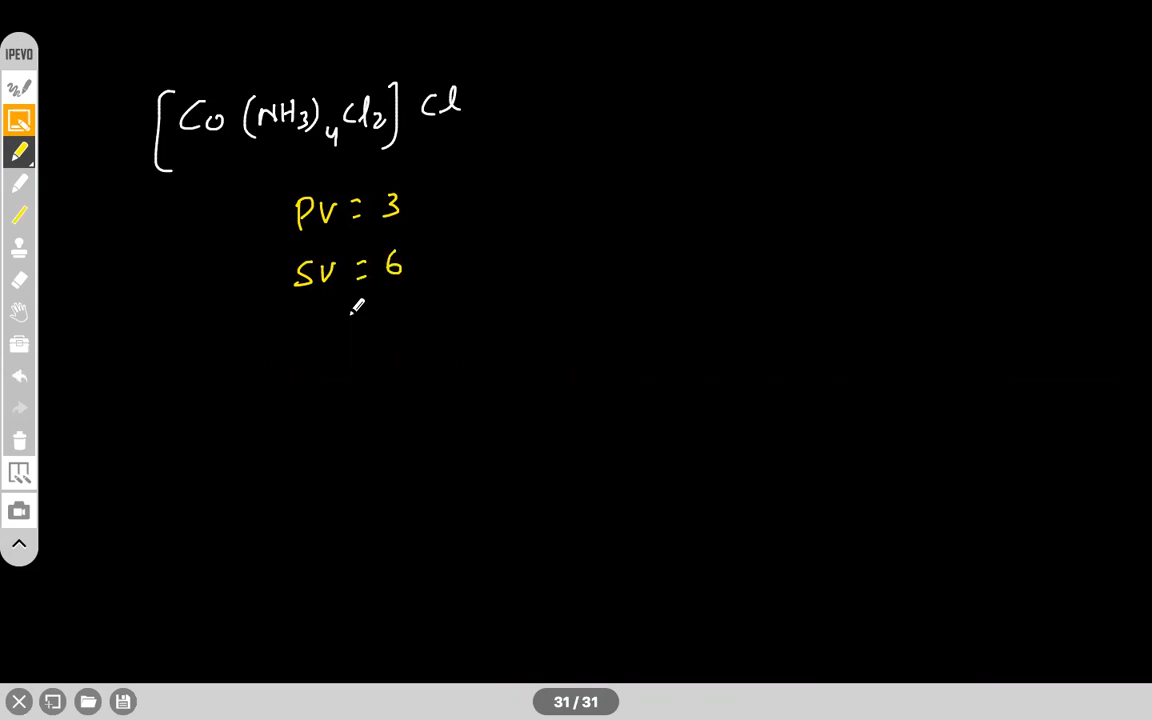 IPEVO
[Co(NH3)4Cl2]Cl
PV = 3
SV = 6
31 / 31